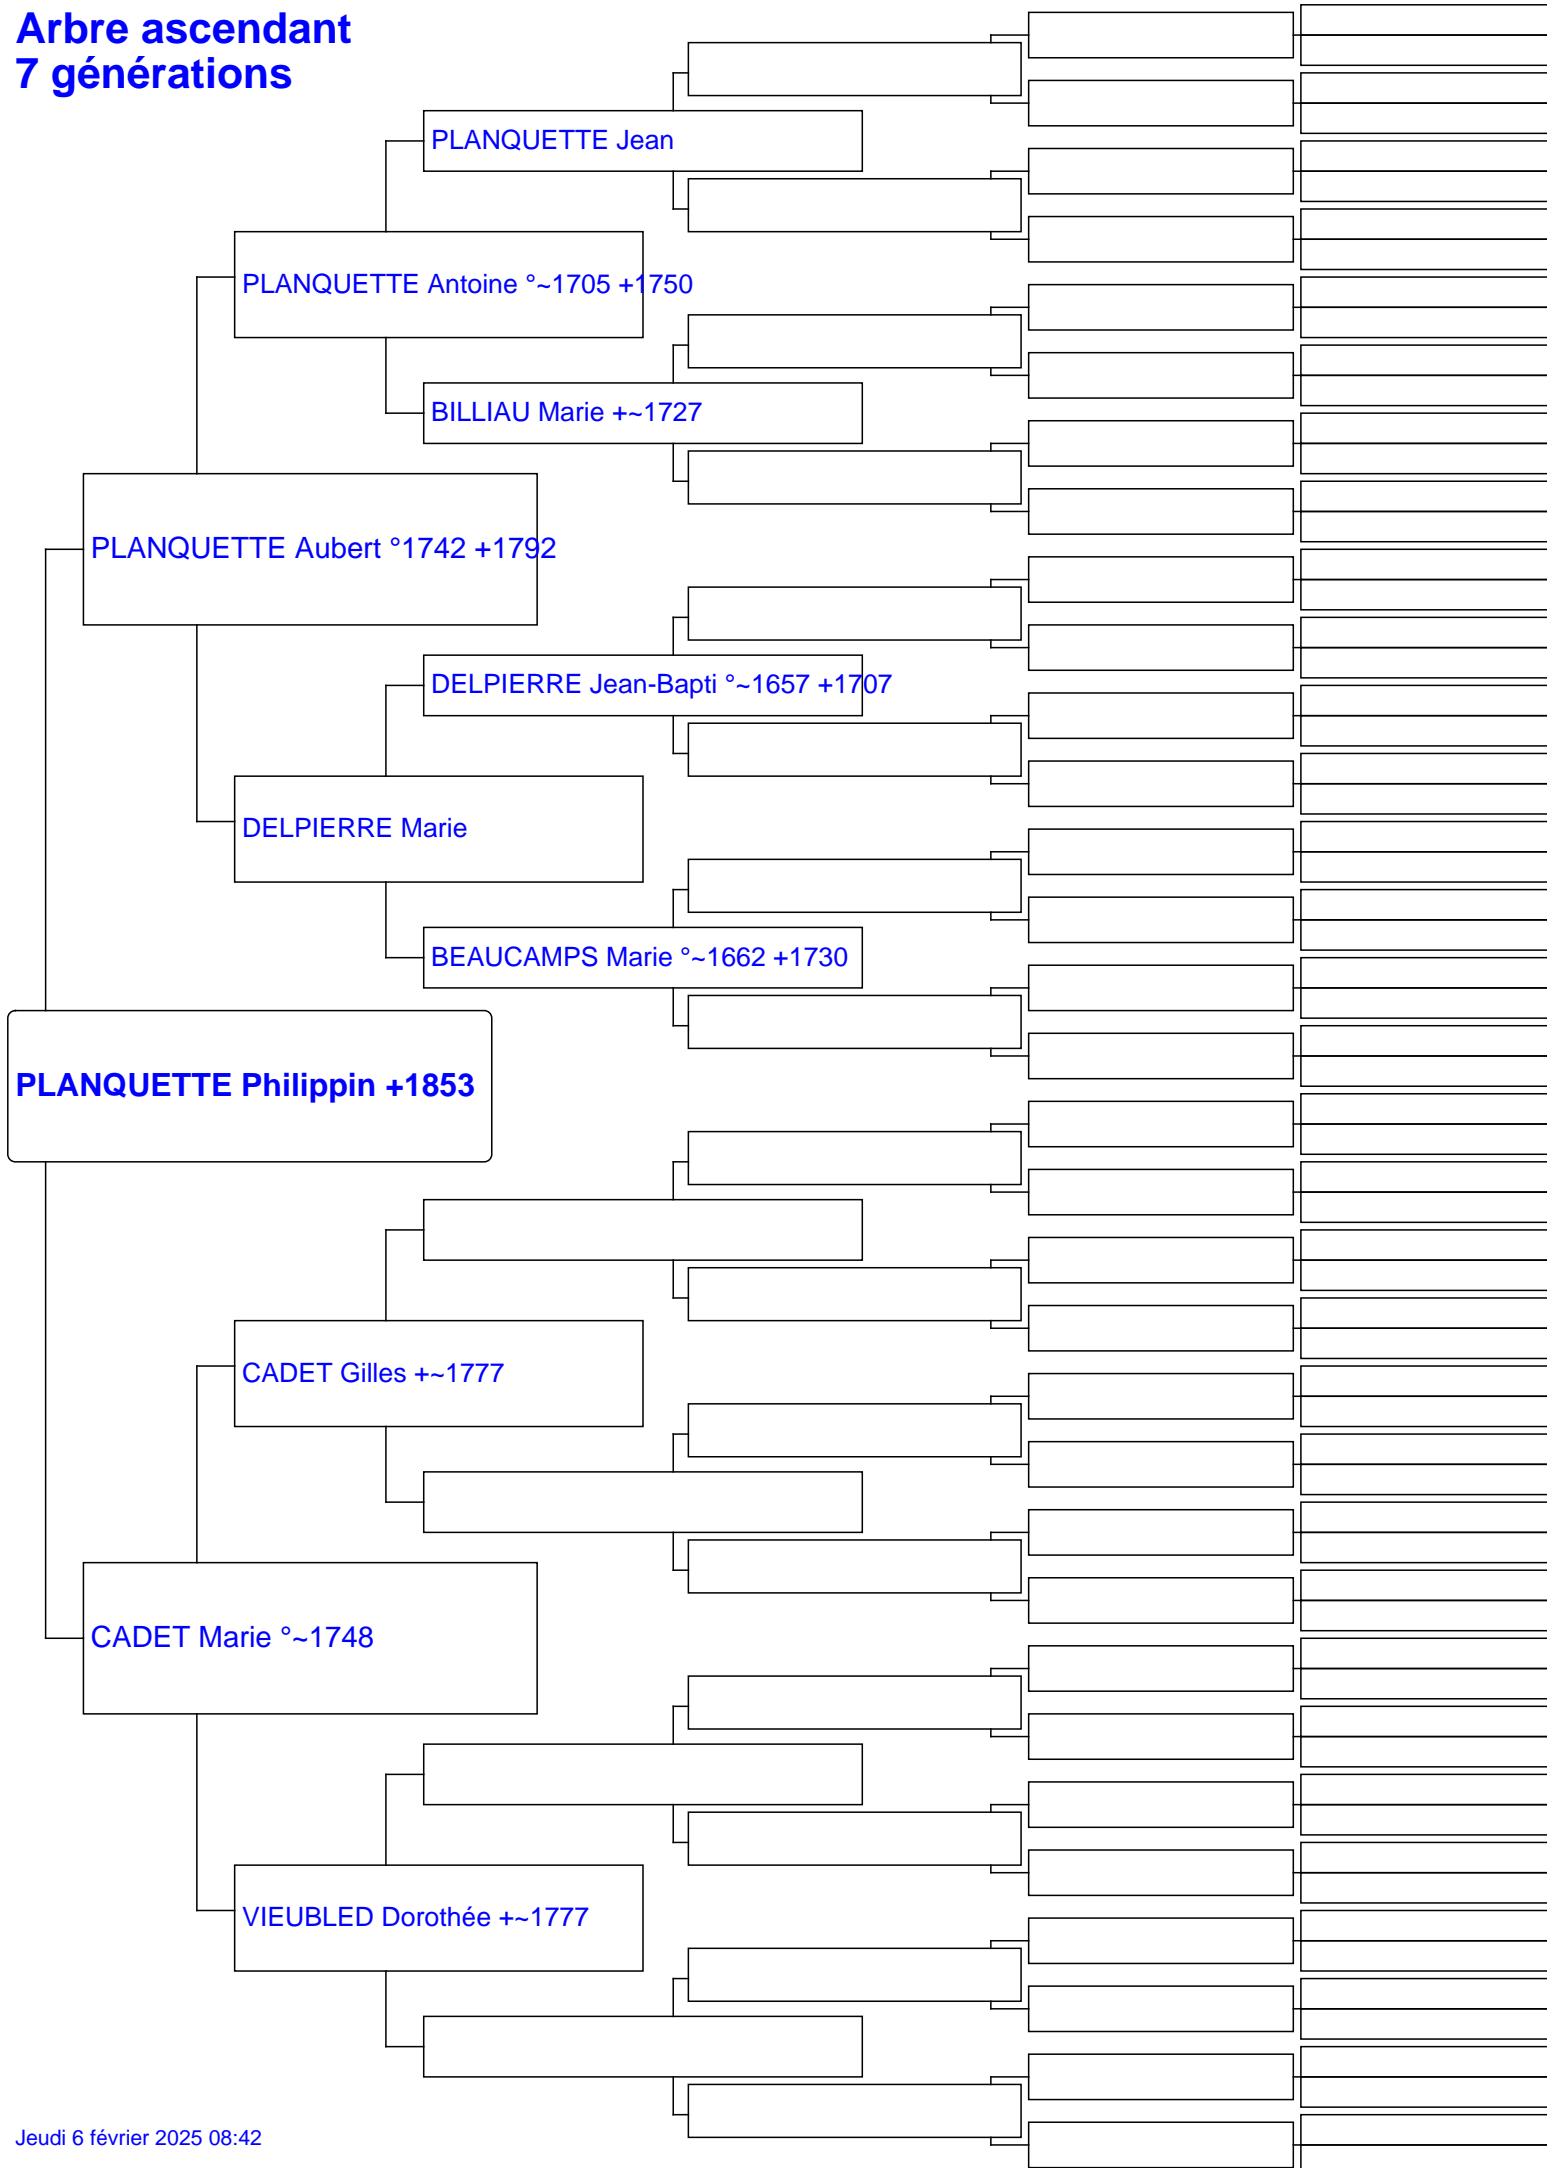 Arbre ascendant
7 générations
PLANQUETTE Jean
PLANQUETTE Antoine °~1705 +1750
BILLIAU Marie +~1727
PLANQUETTE Aubert °1742 +1792
DELPIERRE Jean-Bapti °~1657 +1707
DELPIERRE Marie
BEAUCAMPS Marie °~1662 +1730
PLANQUETTE Philippin +1853
CADET Gilles +~1777
CADET Marie °~1748
VIEUBLED Dorothée +~1777
Jeudi 6 février 2025 08:42